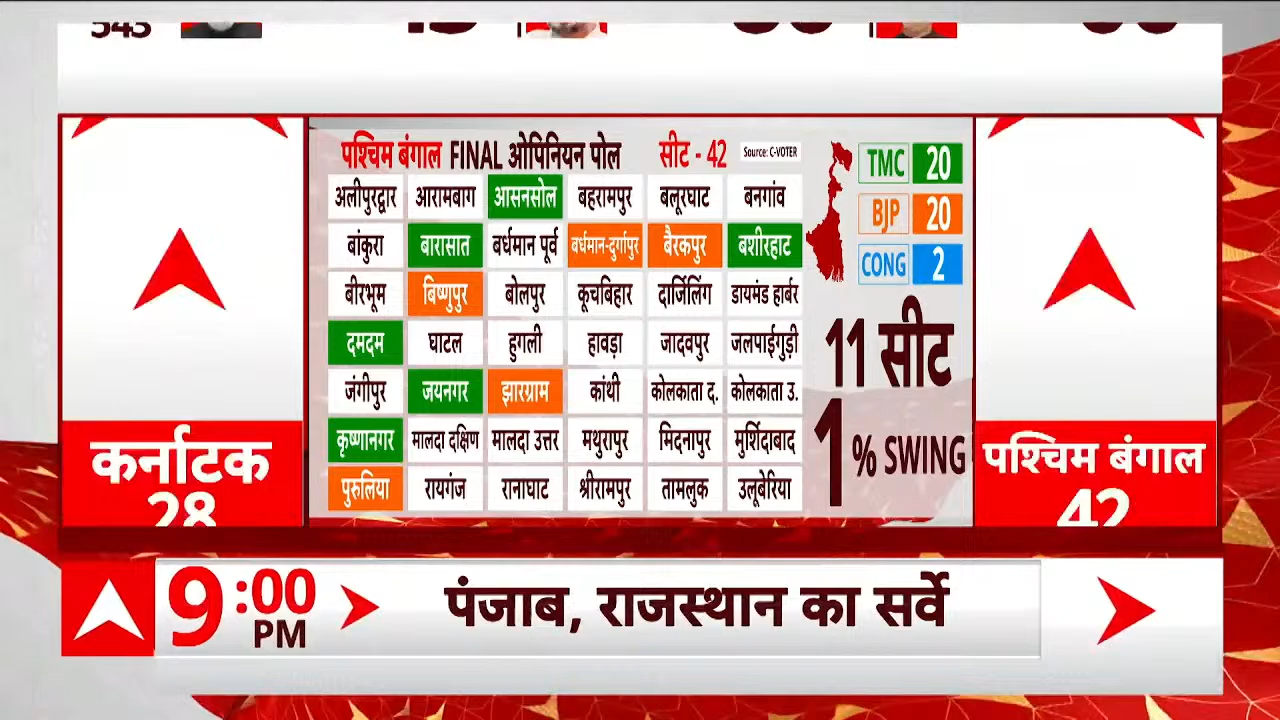 543
पश्चिम बंगाल FINAL ओपिनियन पोल सीट - 42 Source: C-VOTER
अलीपुरद्वार आरामबाग आसनसोल बहरामपुर बलूरघाट बनगांव
बांकुरा बारासात बर्धमान पूर्व बर्धमान-दुर्गापुर बैरकपुर बशीरहाट
बीरभूम बिष्णुपुर बोलपुर कूचबिहार दार्जिलिंग डायमंड हार्बर
दमदम घाटल हुगली हावड़ा जादवपुर जलपाईगुड़ी
जंगीपुर जयनगर झारग्राम कांथी कोलकाता द. कोलकाता उ.
कृष्णानगर मालदा दक्षिण मालदा उत्तर मथुरापुर मिदनापुर मुर्शिदाबाद
पुरुलिया रायगंज रानाघाट श्रीरामपुर तामलुक उलूबेरिया
TMC 20
BJP 20
CONG 2
11 सीट
1% SWING
कर्नाटक
28
पश्चिम बंगाल
42
9:00 PM
पंजाब, राजस्थान का सर्वे